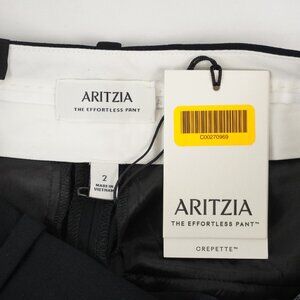 ARITZIA
THE EFFORTLESS PANT
2
MADE IN
VIETNAM
C00270969
ARITZIA
THE EFFORTLESS PANT™
CREPETTE™